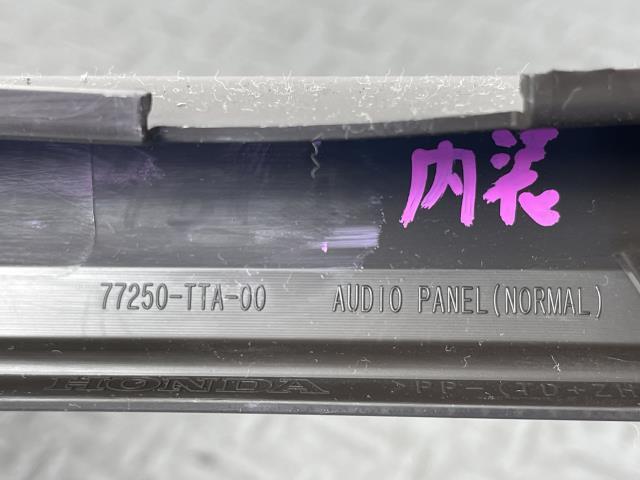 内装
77250-TTA-00 AUDIO PANEL(NORMAL)
HONDA